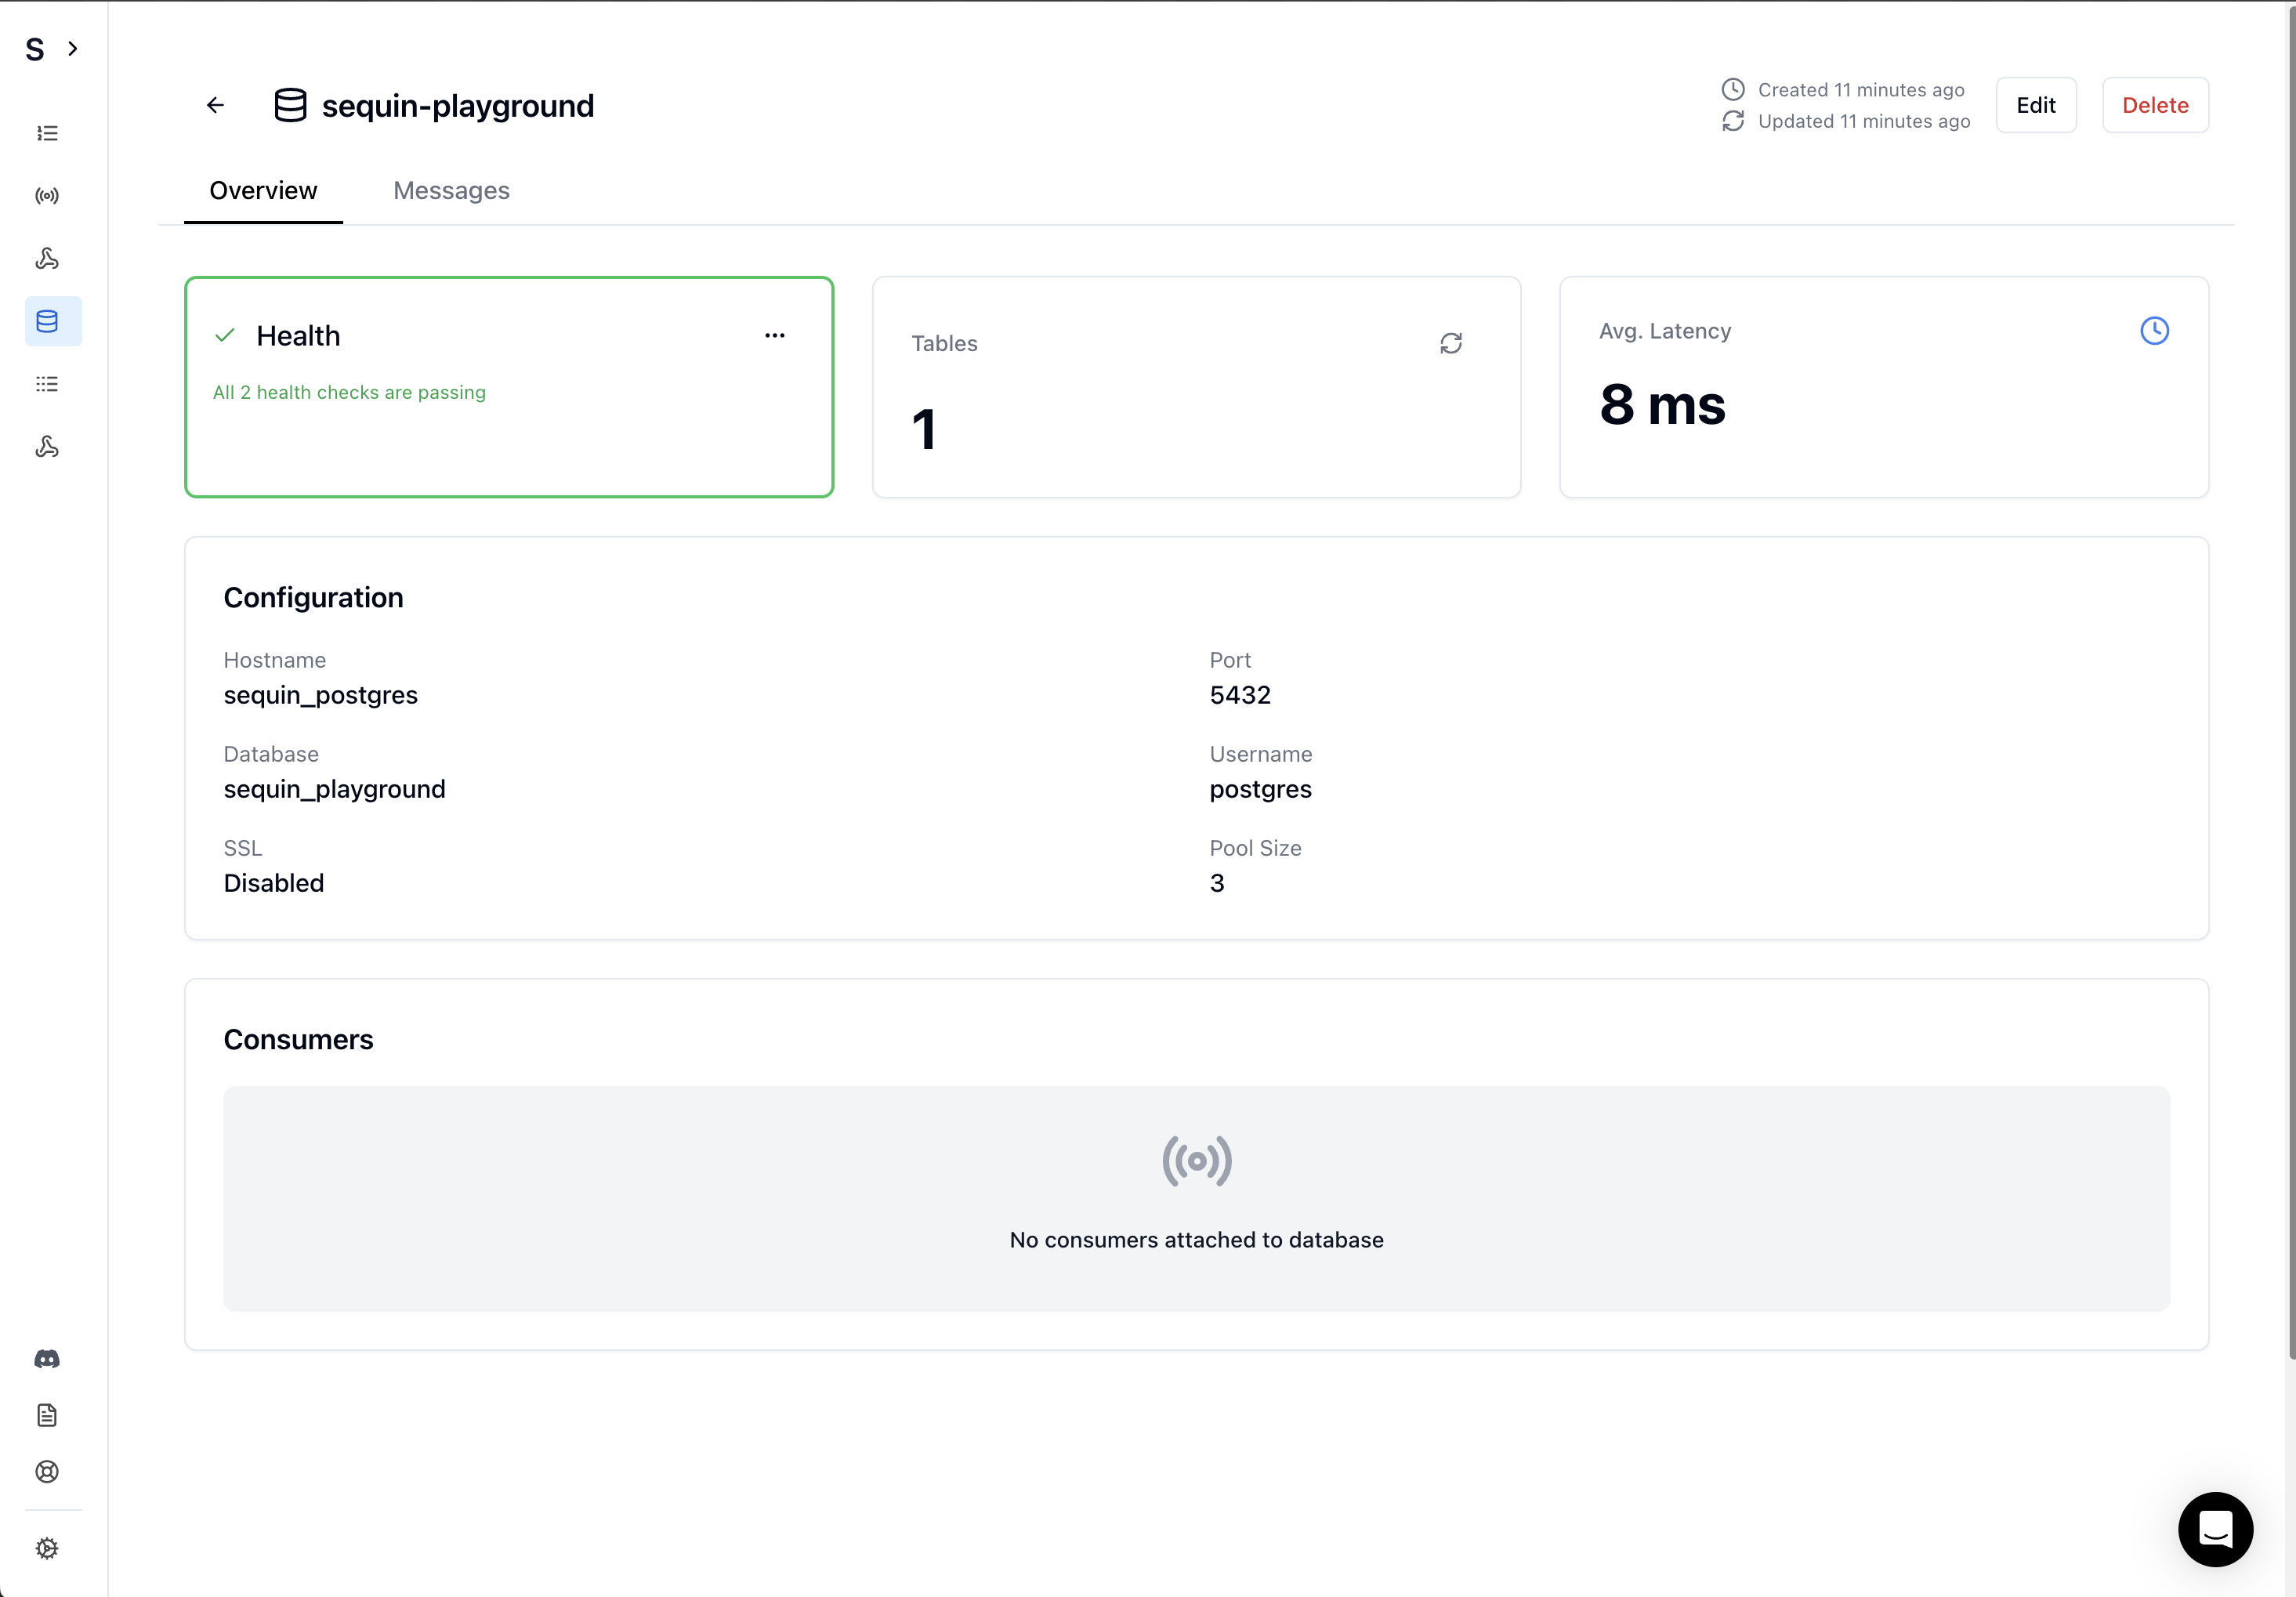 S
sequin-playground
Created 11 minutes ago
Updated 11 minutes ago
Edit
Delete
Overview
Messages
Health
All 2 health checks are passing
Tables
1
Avg. Latency
8 ms
Configuration
Hostname
sequin_postgres
Port
5432
Database
sequin_playground
Username
postgres
SSL
Disabled
Pool Size
3
Consumers
No consumers attached to database